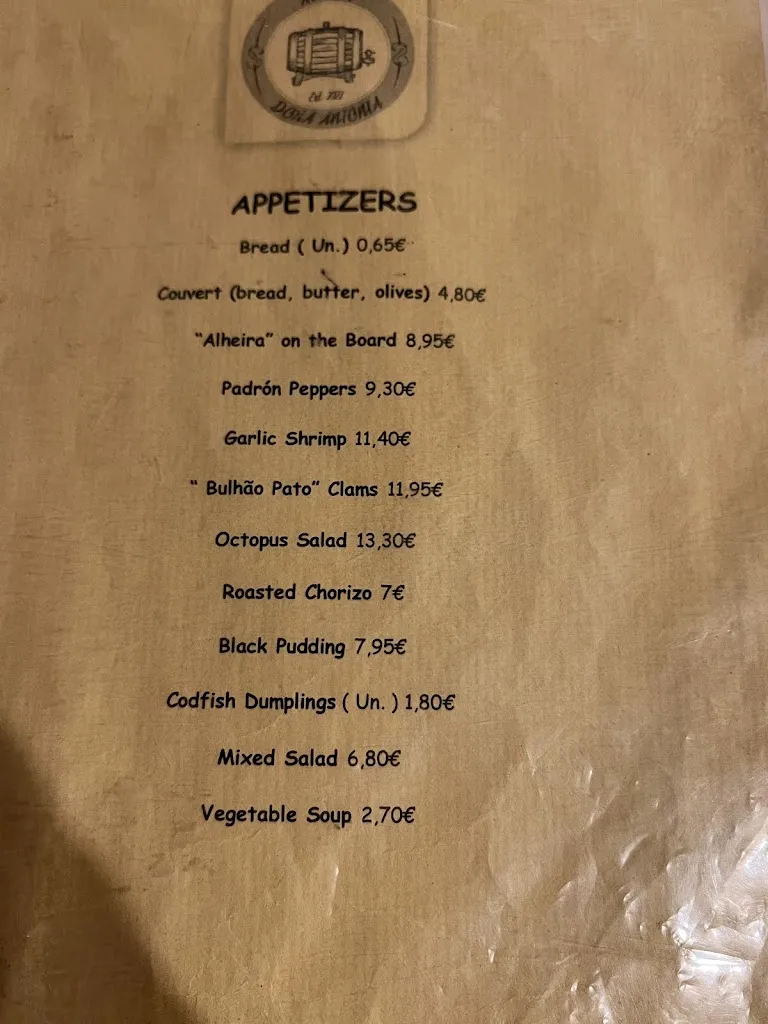 DONA ANTONIA
APPETIZERS
Bread ( Un.) 0,65€
Couvert (bread, butter, olives) 4,80€
"Alheira" on the Board 8,95€
Padrón Peppers 9,30€
Garlic Shrimp 11,40€
" Bulhão Pato" Clams 11,95€
Octopus Salad 13,30€
Roasted Chorizo 7€
Black Pudding 7,95€
Codfish Dumplings ( Un. ) 1,80€
Mixed Salad 6,80€
Vegetable Soup 2,70€